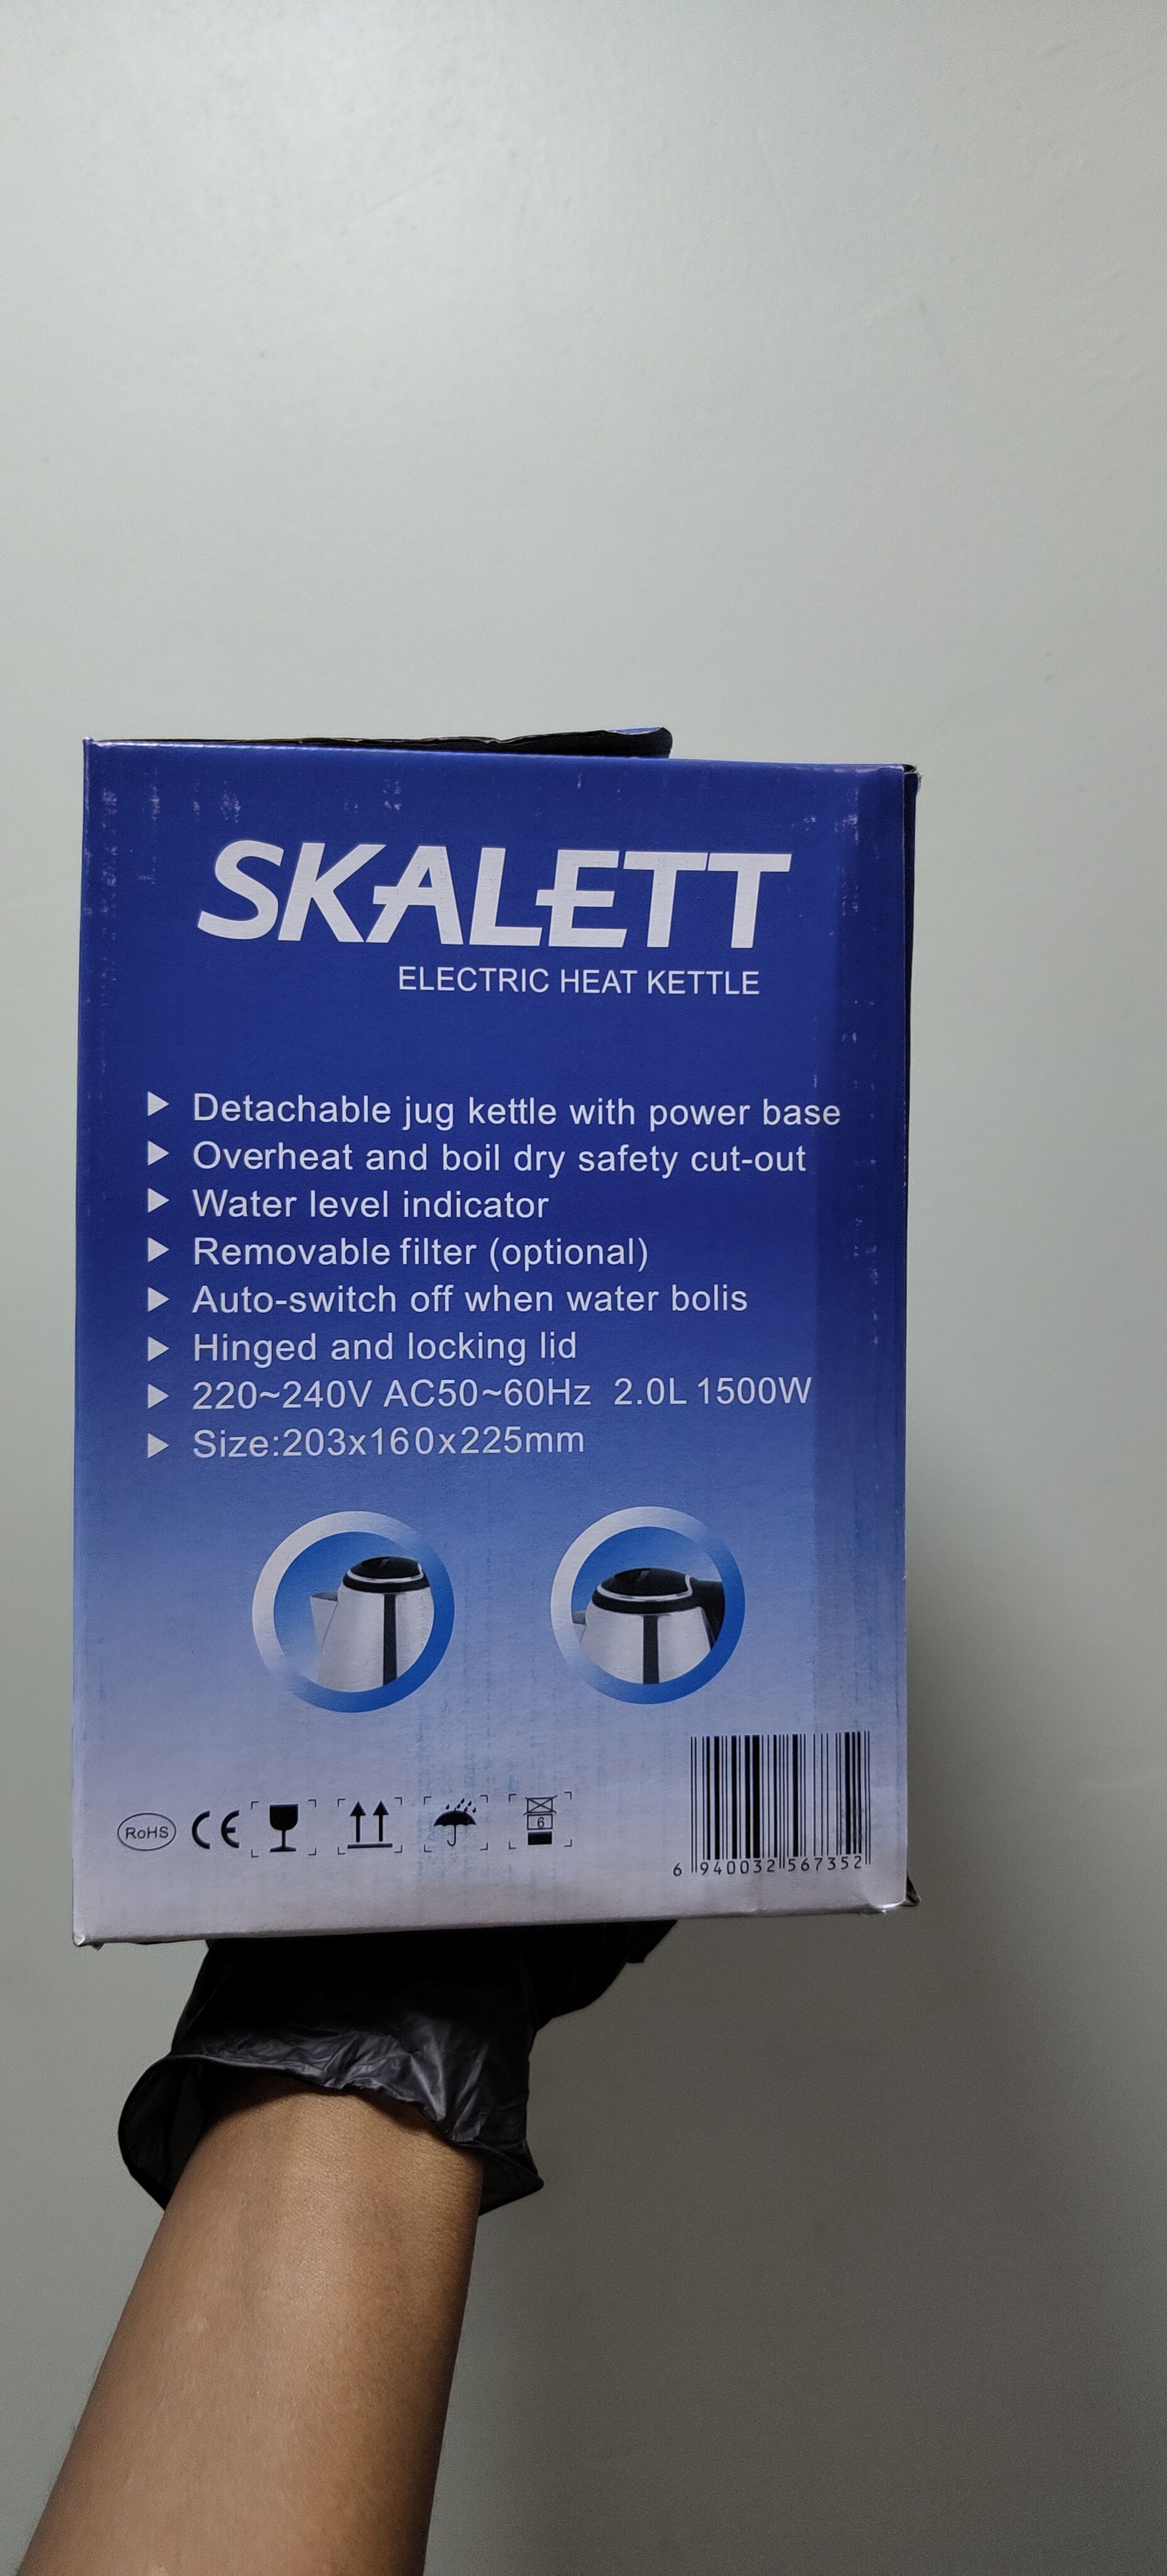 SKALETT
ELECTRIC HEAT KETTLE
Detachable jug kettle with power base
Overheat and boil dry safety cut-out
Water level indicator
Removable filter (optional)
Auto-switch off when water bolis
Hinged and locking lid
220~240V AC50~60Hz 2.0L 1500W
Size:203x160x225mm
RoHS CE 6
6 940032 567352